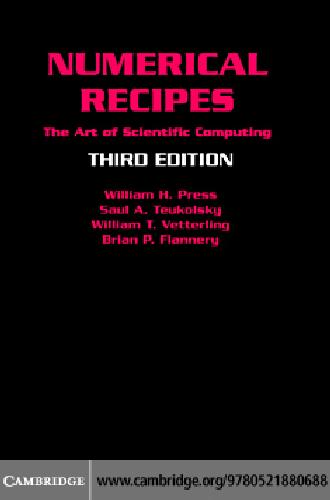 NUMERICAL
RECIPES
The Art of Scientific Computing
THIRD EDITION
William H. Press
Saul A. Teukolsky
William T. Vetterling
Brian P. Flannery
CAMBRIDGE
www.cambridge.org/9780521880688